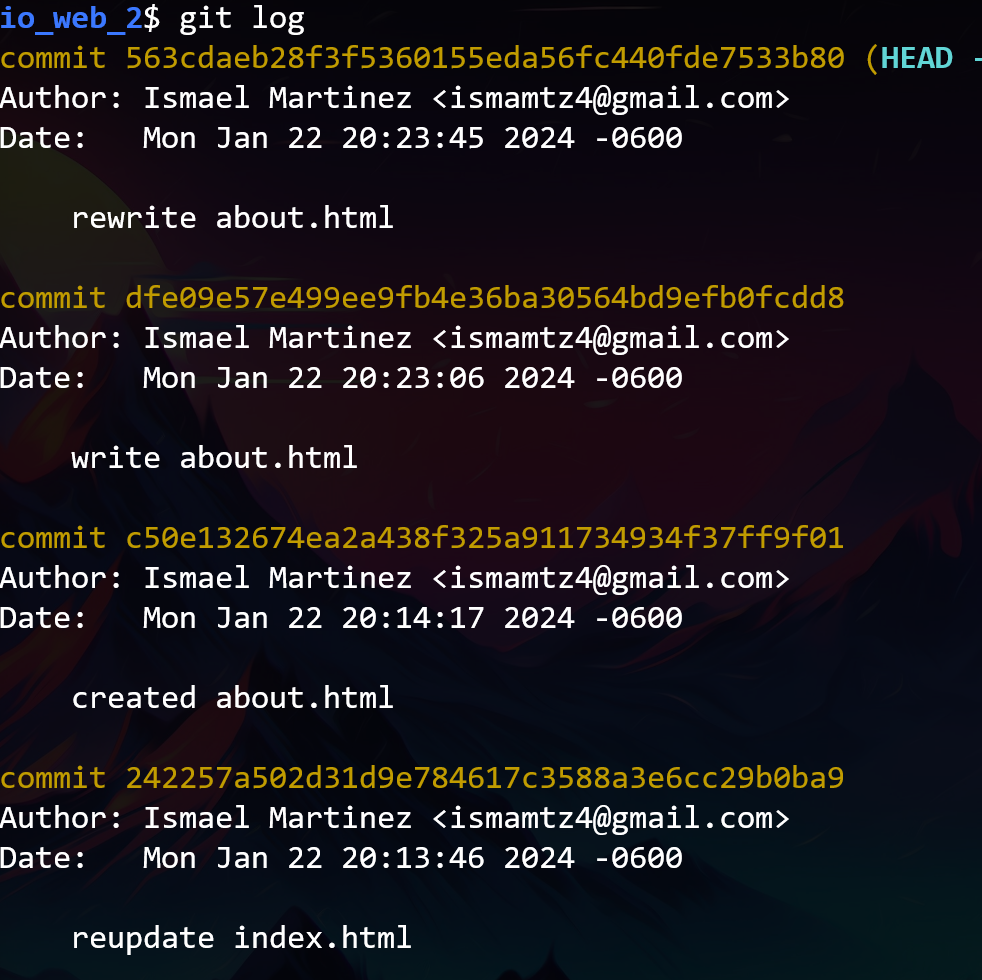 io_web_2$ git log
commit 563cdaeb28f3f5360155eda56fc440fde7533b80 (HEAD -
Author: Ismael Martinez <ismamtz4@gmail.com>
Date:   Mon Jan 22 20:23:45 2024 -0600
rewrite about.html
commit dfe09e57e499ee9fb4e36ba30564bd9efb0fcdd8
Author: Ismael Martinez <ismamtz4@gmail.com>
Date:   Mon Jan 22 20:23:06 2024 -0600
write about.html
commit c50e132674ea2a438f325a911734934f37ff9f01
Author: Ismael Martinez <ismamtz4@gmail.com>
Date:   Mon Jan 22 20:14:17 2024 -0600
created about.html
commit 242257a502d31d9e784617c3588a3e6cc29b0ba9
Author: Ismael Martinez <ismamtz4@gmail.com>
Date:   Mon Jan 22 20:13:46 2024 -0600
reupdate index.html